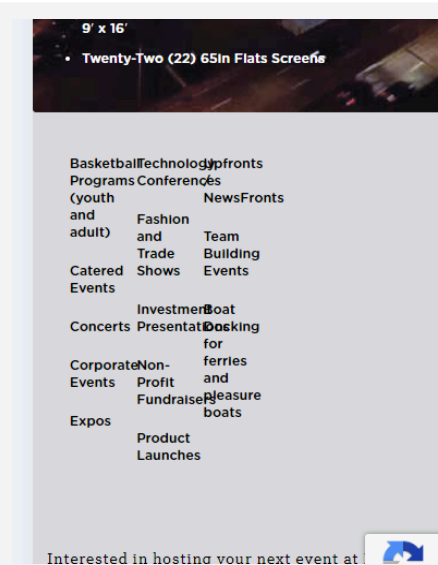 9′ x 16′
• Twenty-Two (22) 65in Flats Screens
Basketball
Programs
(youth
and
adult)
Catered
Events
Concerts
Corporate
Events
Expos
Technology
Conferences
Fashion
and
Trade
Shows
Investment
Presentations
Non-
Profit
Fundraisers
Product
Launches
Upfronts
/
NewsFronts
Team
Building
Events
Boat
Docking
for
ferries
and
pleasure
boats
Interested in hosting your next event at